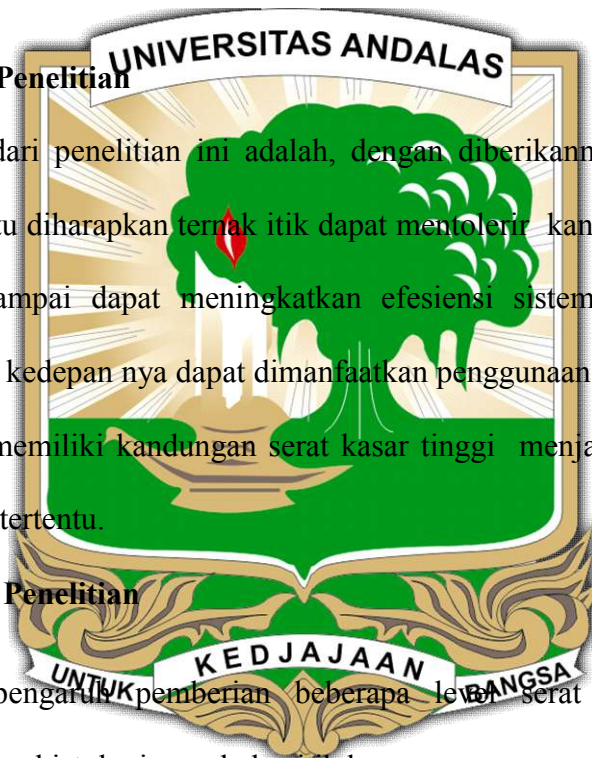 UNIVERSITAS ANDALAS
Penelitian
dari penelitian ini adalah, dengan diberikann
tu diharapkan ternak itik dapat mentolerir kan
ampai dapat meningkatkan efesiensi sistem
kedepan nya dapat dimanfaatkan penggunaan
memiliki kandungan serat kasar tinggi menja
tertentu.
Penelitian
UNTUK KEDJAJAAN BANGSA
pengaruh pemberian beberapa level serat